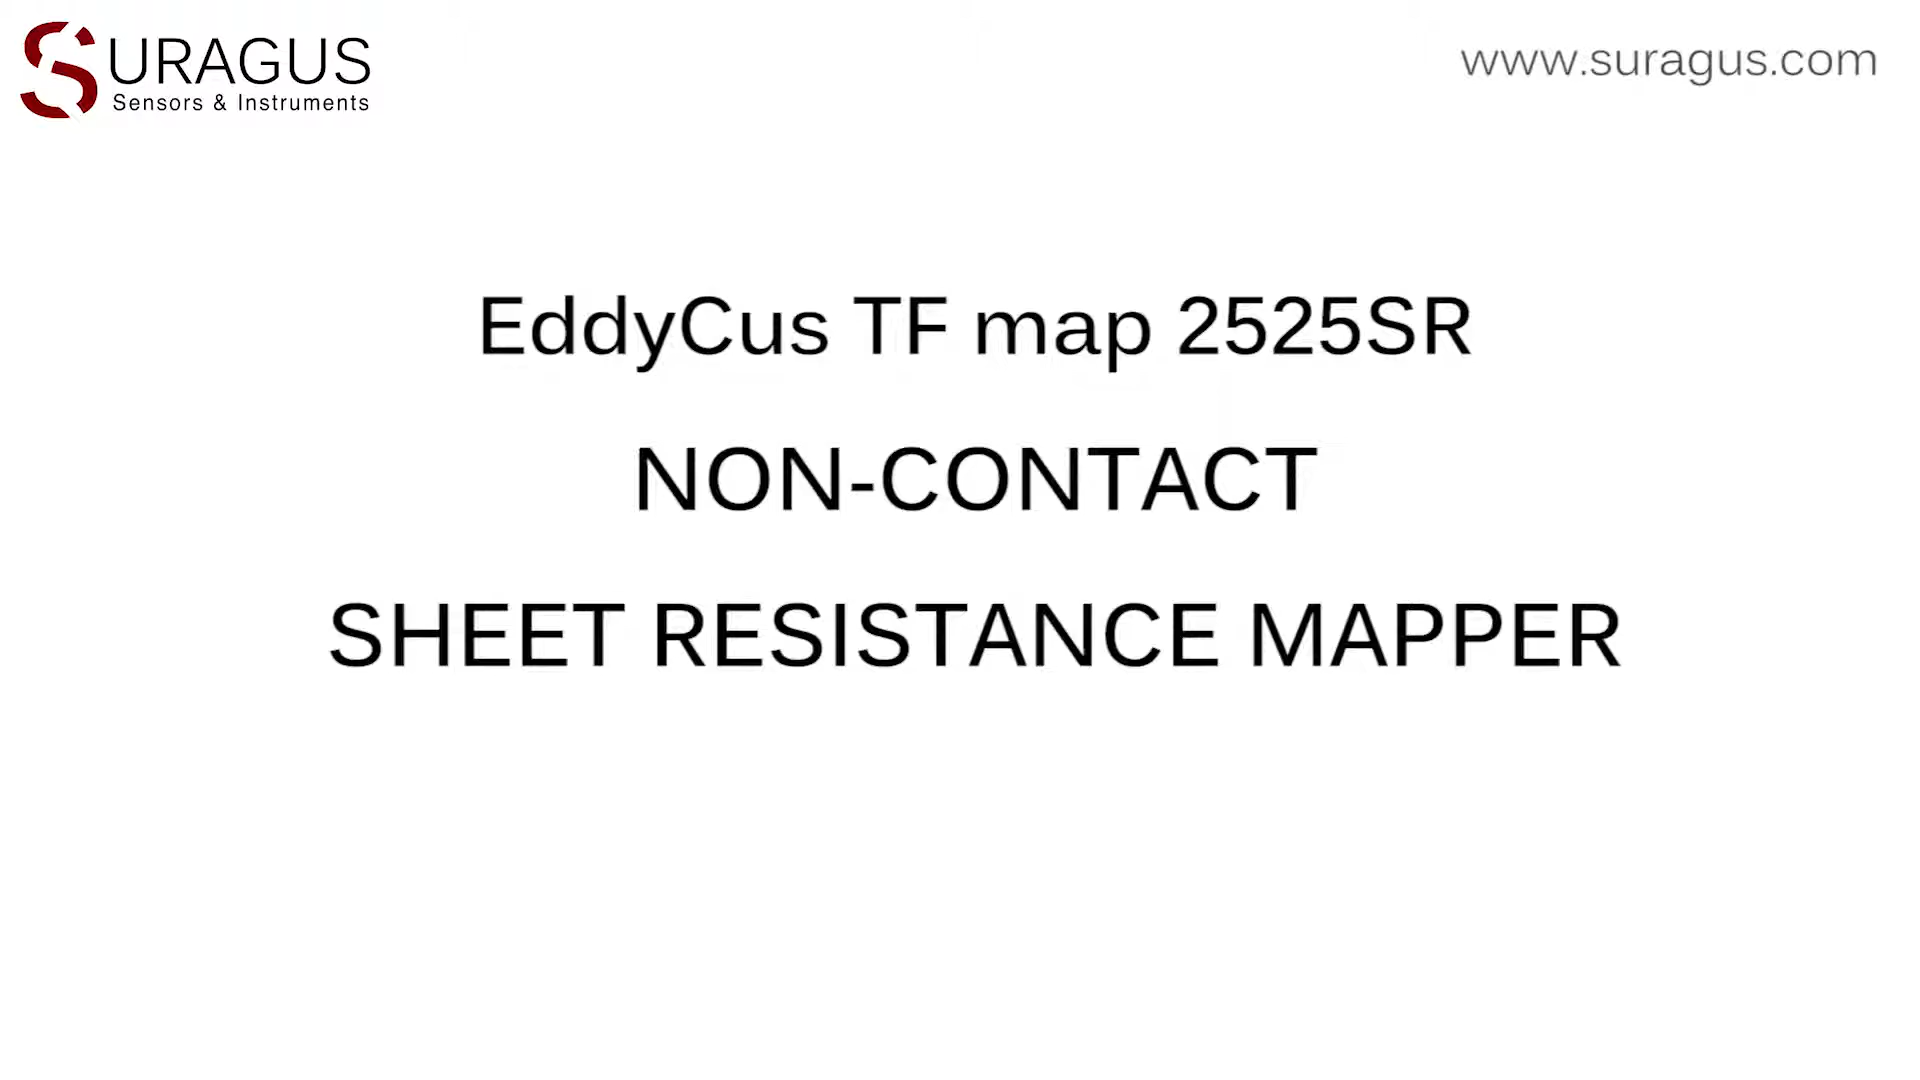 SURAGUS
Sensors & Instruments
www.suragus.com
EddyCus TF map 2525SR
NON-CONTACT
SHEET RESISTANCE MAPPER